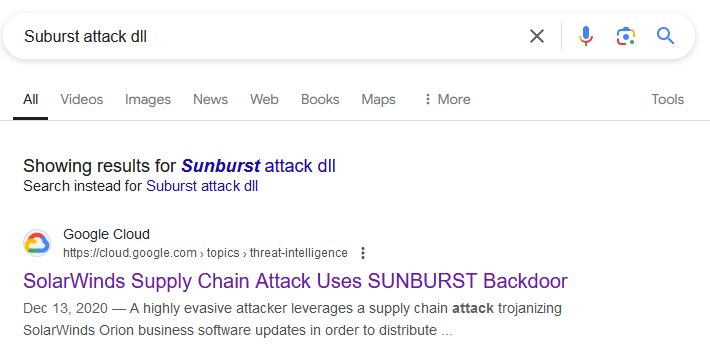 Suburst attack dll
All Videos Images News Web Books Maps More Tools
Showing results for Sunburst attack dll
Search instead for Suburst attack dll
Google Cloud
https://cloud.google.com › topics › threat-intelligence
SolarWinds Supply Chain Attack Uses SUNBURST Backdoor
Dec 13, 2020 — A highly evasive attacker leverages a supply chain attack trojanizing
SolarWinds Orion business software updates in order to distribute ...